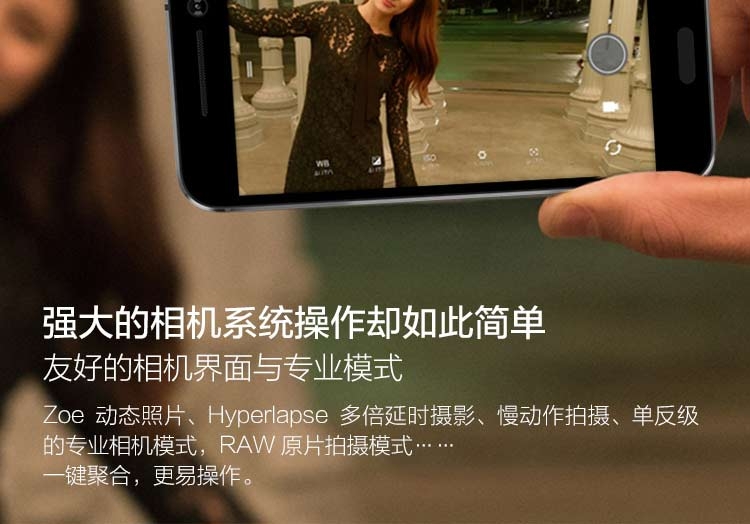 WB
ISO
强大的相机系统操作却如此简单
友好的相机界面与专业模式
Zoe 动态照片、Hyperlapse 多倍延时摄影、慢动作拍摄、单反级
的专业相机模式，RAW 原片拍摄模式……
一键聚合，更易操作。